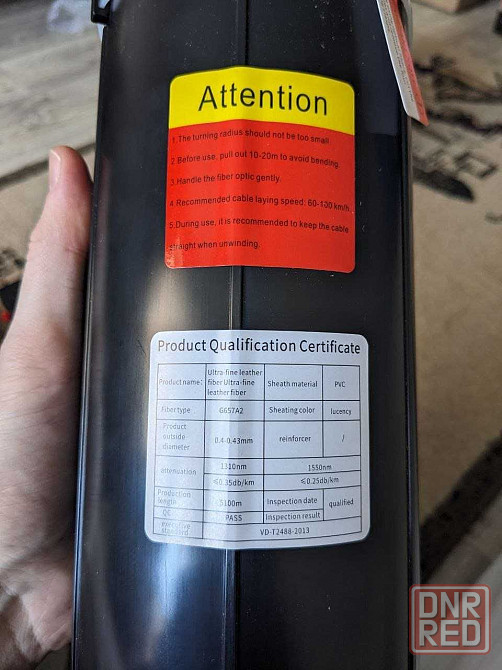 Attention
1. The turning radius should not be too small.
2. Before use, pull out 10-20m to avoid bending.
3. Handle the fiber optic gently.
4. Recommended cable laying speed: 60-100 km/h.
5. During use, it is recommended to keep the cable
straight when unwinding.
Product Qualification Certificate
Product name: Ultra-fine leather fiber Ultra-fine leather fiber Sheath material PVC
Fiber type G657A2 Sheating color lucency
Product outside diameter 0.4-0.43mm reinforcer /
attenuation 1310nm 1550nm
≤0.35db/km ≤0.25db/km
Production length 5100m Inspection date qualified
QC PASS Inspection result
executive standard VD-T2488-2013
DNR
RED